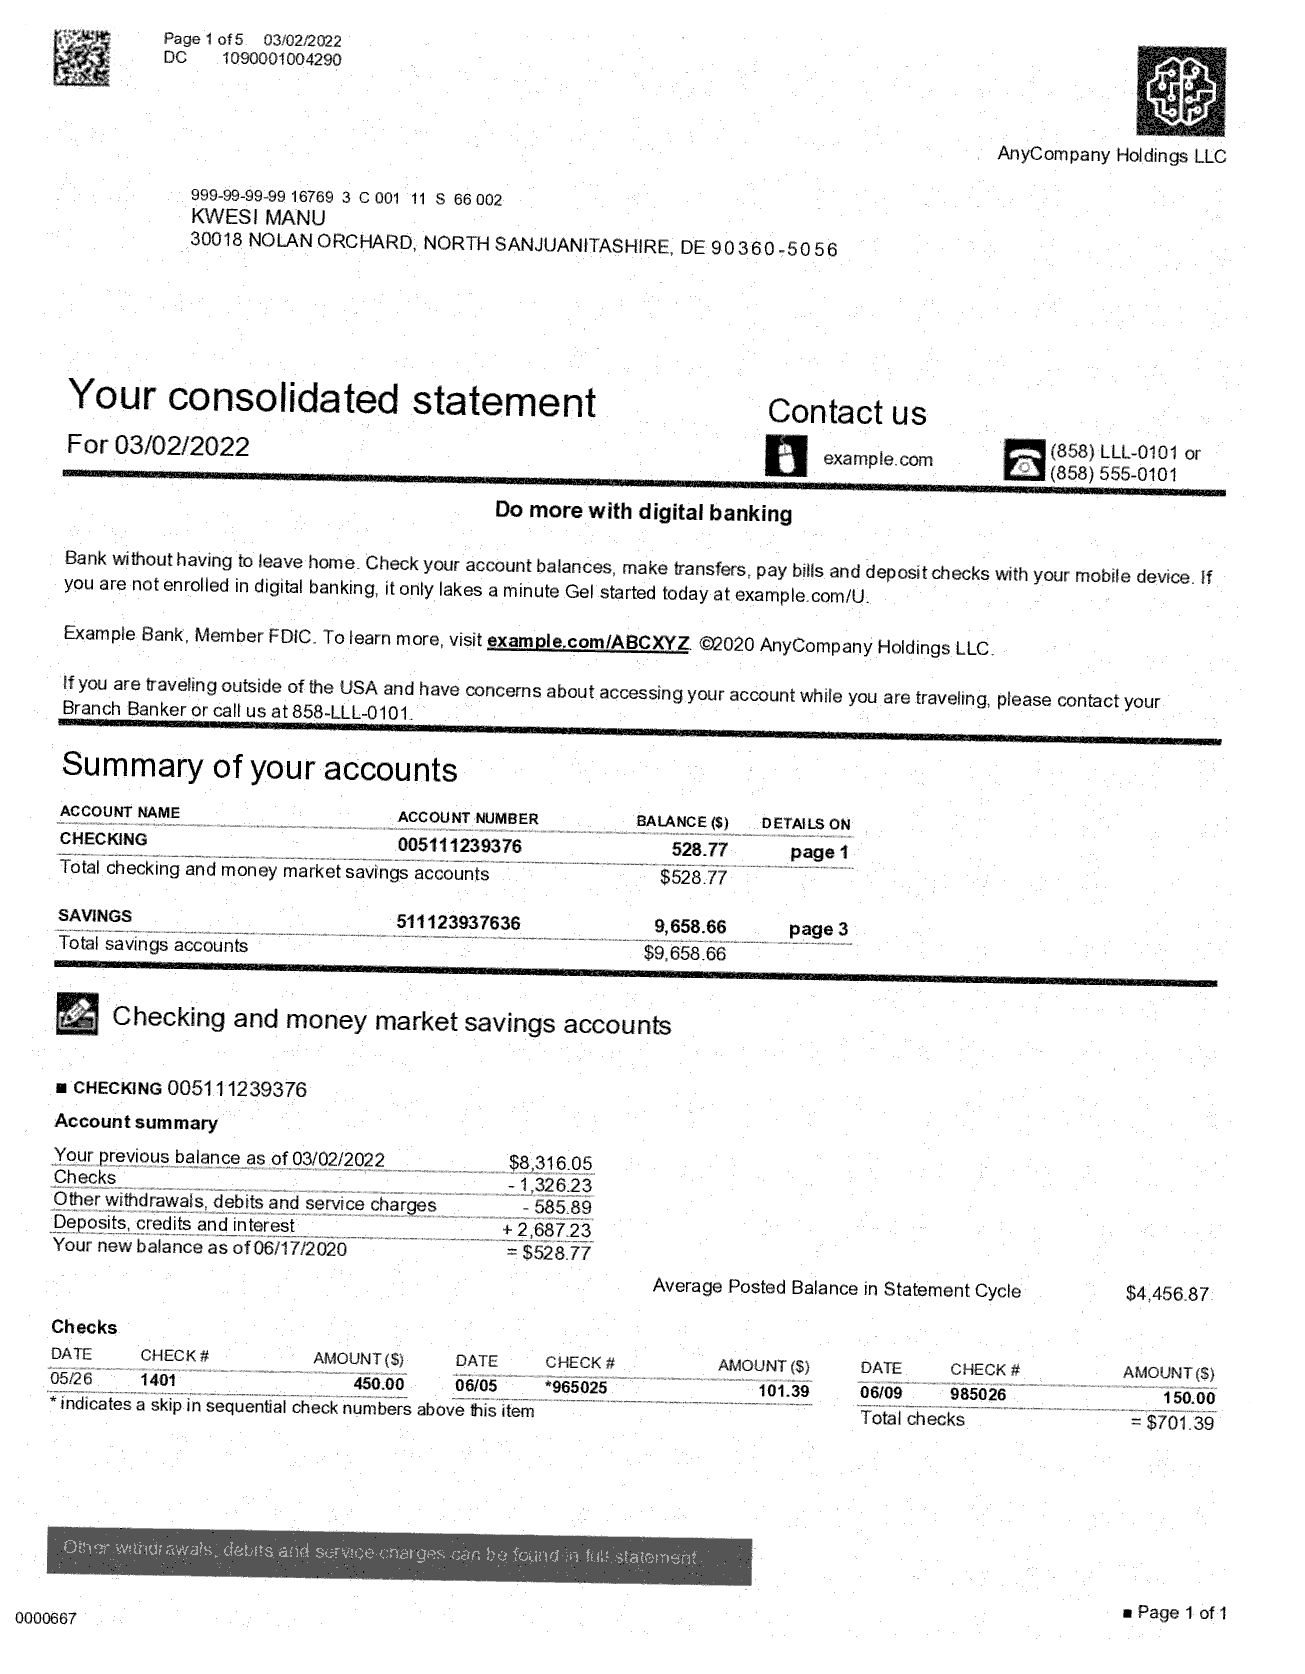 Page 1 of 5 03/02/2022
DC 1090001004290
AnyCompany Holdings LLC
999-99-99-99 16769 3 C 001 11 S 66 002
KWESI MANU
30018 NOLAN ORCHARD, NORTH SANJUANITASHIRE, DE 90360-5056
Your consolidated statement
For 03/02/2022
Contact us
example.com
(858) LLL-0101 or
(858) 555-0101
Do more with digital banking
Bank without having to leave home. Check your account balances, make transfers, pay bills and deposit checks with your mobile device. If
you are not enrolled in digital banking, it only lakes a minute Gel started today at example.com/U.
Example Bank, Member FDIC. To learn more, visit example.com/ABCXYZ. ©2020 AnyCompany Holdings LLC.
If you are traveling outside of the USA and have concerns about accessing your account while you are traveling, please contact your
Branch Banker or call us at 858-LLL-0101.
Summary of your accounts
ACCOUNT NAME ACCOUNT NUMBER BALANCE ($) DETAILS ON
CHECKING 005111239376 528.77 page 1
Total checking and money market savings accounts $528.77
SAVINGS 511123937636 9,658.66 page 3
Total savings accounts $9,658.66
Checking and money market savings accounts
■ CHECKING 005111239376
Account summary
Your previous balance as of 03/02/2022 $8,316.05
Checks - 1,326.23
Other withdrawals, debits and service charges - 585.89
Deposits, credits and interest + 2,687.23
Your new balance as of 06/17/2020 = $528.77
Average Posted Balance in Statement Cycle $4,456.87
Checks
DATE CHECK # AMOUNT ($) DATE CHECK # AMOUNT ($) DATE CHECK # AMOUNT ($)
05/26 1401 450.00 06/05 *965025 101.39 06/09 985026 150.00
* indicates a skip in sequential check numbers above this item
Total checks = $701.39
Other withdrawals, debits and service charges can be found in full statement
0000667
■ Page 1 of 1